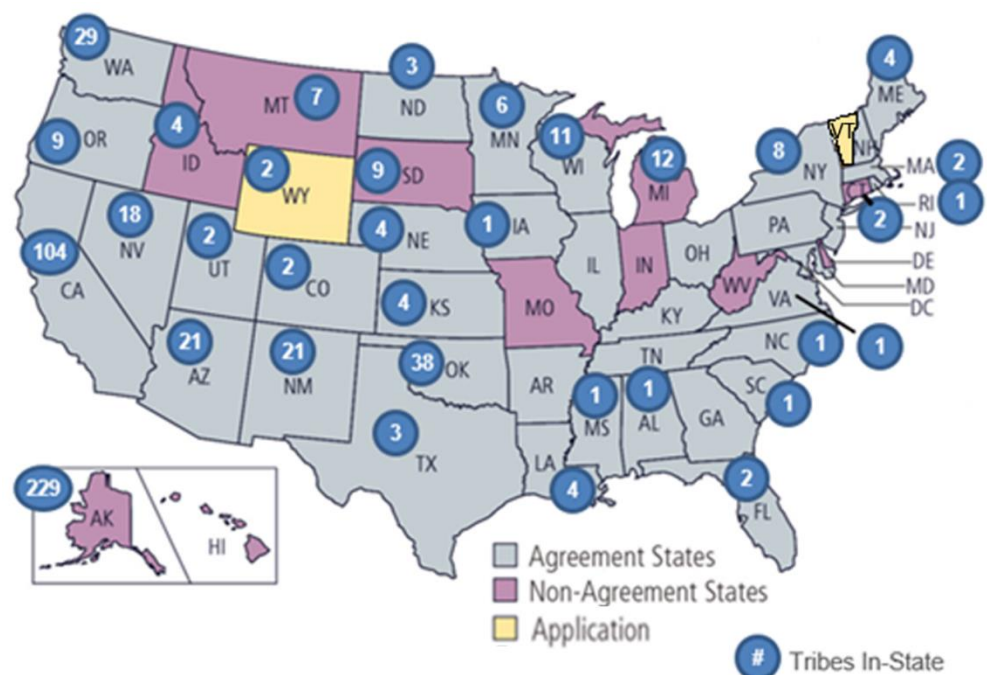 29
WA
3
ND
4
ME
MT 7
6
MN
9 OR
4
ID
11
WI
12
MI
8
NY
VT
NH
MA 2
2
WY
9 SD
RI 1
2
NJ
18
NV
2
UT
4 NE
1 IA
PA
DE
104
CA
2
CO
4 KS
IL
IN
OH
WV
VA
MD
DC
MO
KY
21
AZ
21
NM
38 OK
TN
NC 1
1
AR
1
MS
1
AL
GA
SC
1
3
TX
LA
4
2
FL
229
AK
HI
Agreement States
Non-Agreement States
Application
# Tribes In-State